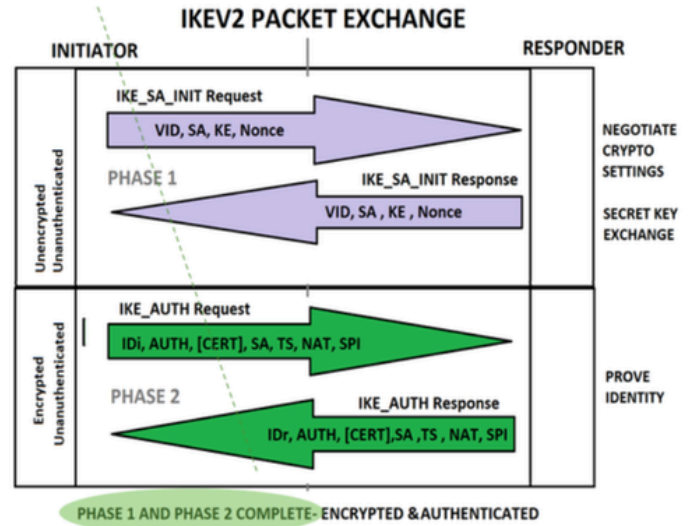 IKEV2 PACKET EXCHANGE
INITIATOR
RESPONDER
IKE_SA_INIT Request
VID, SA, KE, Nonce
PHASE 1
IKE_SA_INIT Response
VID, SA , KE , Nonce
Unencrypted
Unauthenticated
NEGOTIATE
CRYPTO
SETTINGS
SECRET KEY
EXCHANGE
IKE_AUTH Request
IDi, AUTH, [CERT], SA, TS, NAT, SPI
PHASE 2
IKE_AUTH Response
IDr, AUTH, [CERT],SA ,TS , NAT, SPI
Encrypted
Unauthenticated
PROVE
IDENTITY
PHASE 1 AND PHASE 2 COMPLETE- ENCRYPTED &AUTHENTICATED